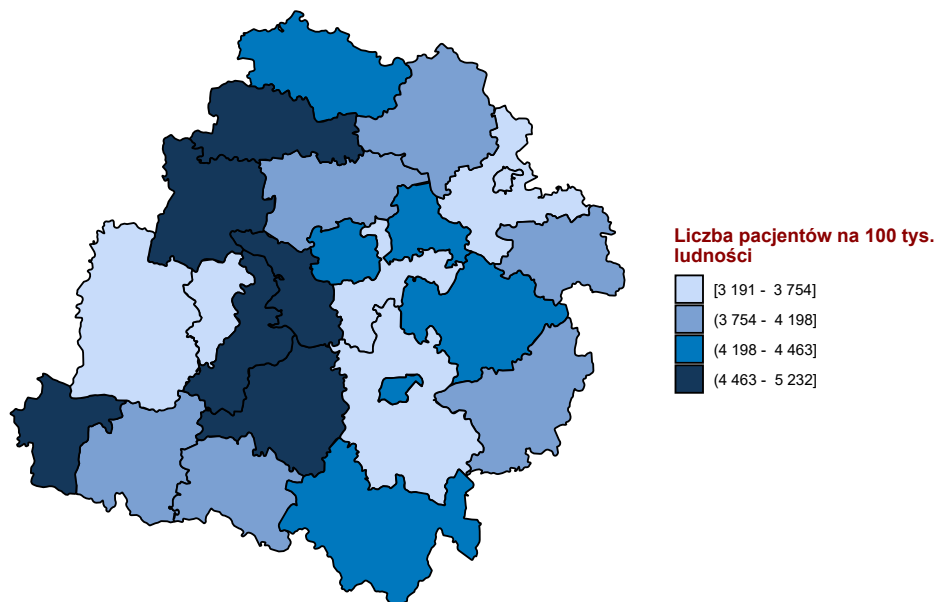 Liczba pacjentów na 100 tys.
ludności
[3 191 - 3 754]
(3 754 - 4 198]
(4 198 - 4 463]
(4 463 - 5 232]